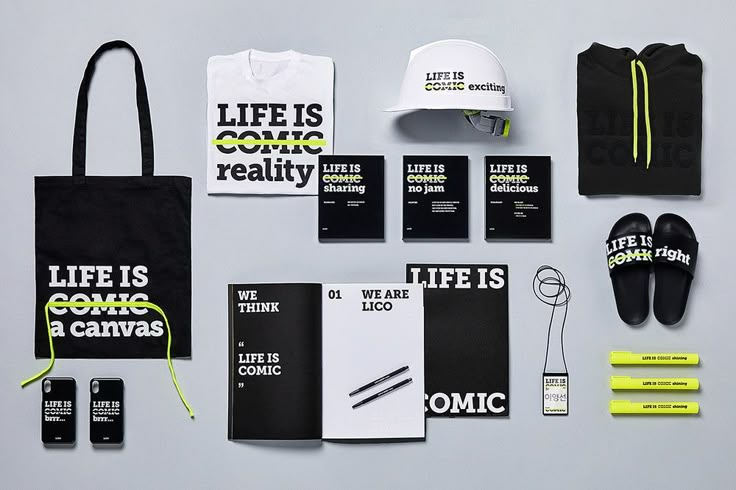 LIFE IS
COMIC
a canvas
LIFE IS
COMIC
reality
LIFE IS
COMIC exciting
LIFE IS
COMIC
LIFE IS
COMIC
sharing
LIFE IS
COMIC
no jam
LIFE IS
COMIC
delicious
LIFE IS
COMIC right
WE
THINK
“
LIFE IS
COMIC
”
01
WE ARE
LICO
LIFE IS
COMIC
LIFE IS
이영선
COMIC
LIFE IS COMIC shining
LIFE IS COMIC shining
LIFE IS COMIC shining
LIFE IS
COMIC
brrr...
LIFE IS
COMIC
brrr...